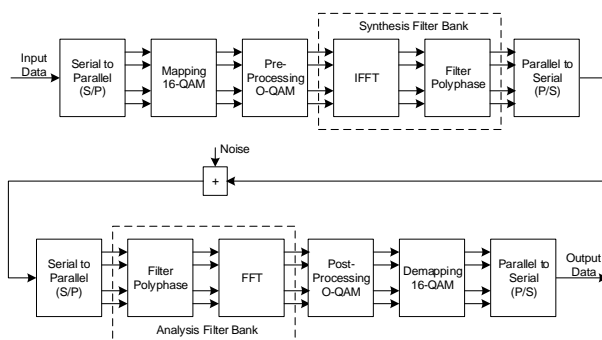 Synthesis Filter Bank
Input
Data
Serial to
Parallel
(S/P)
Mapping
16-QAM
Pre-
Processing
O-QAM
IFFT
Filter
Polyphase
Parallel to
Serial
(P/S)
Noise
+
Serial to
Parallel
(S/P)
Filter
Polyphase
FFT
Post-
Processing
O-QAM
Demapping
16-QAM
Parallel to
Serial
(P/S)
Output
Data
Analysis Filter Bank